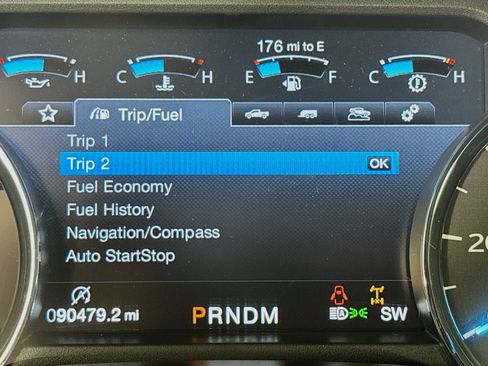 176 mi to E
H C H E F C H
Trip/Fuel
Trip 1
Trip 2 OK
Fuel Economy
Fuel History
Navigation/Compass
Auto StartStop
20
090479.2 mi PRNDM A SW